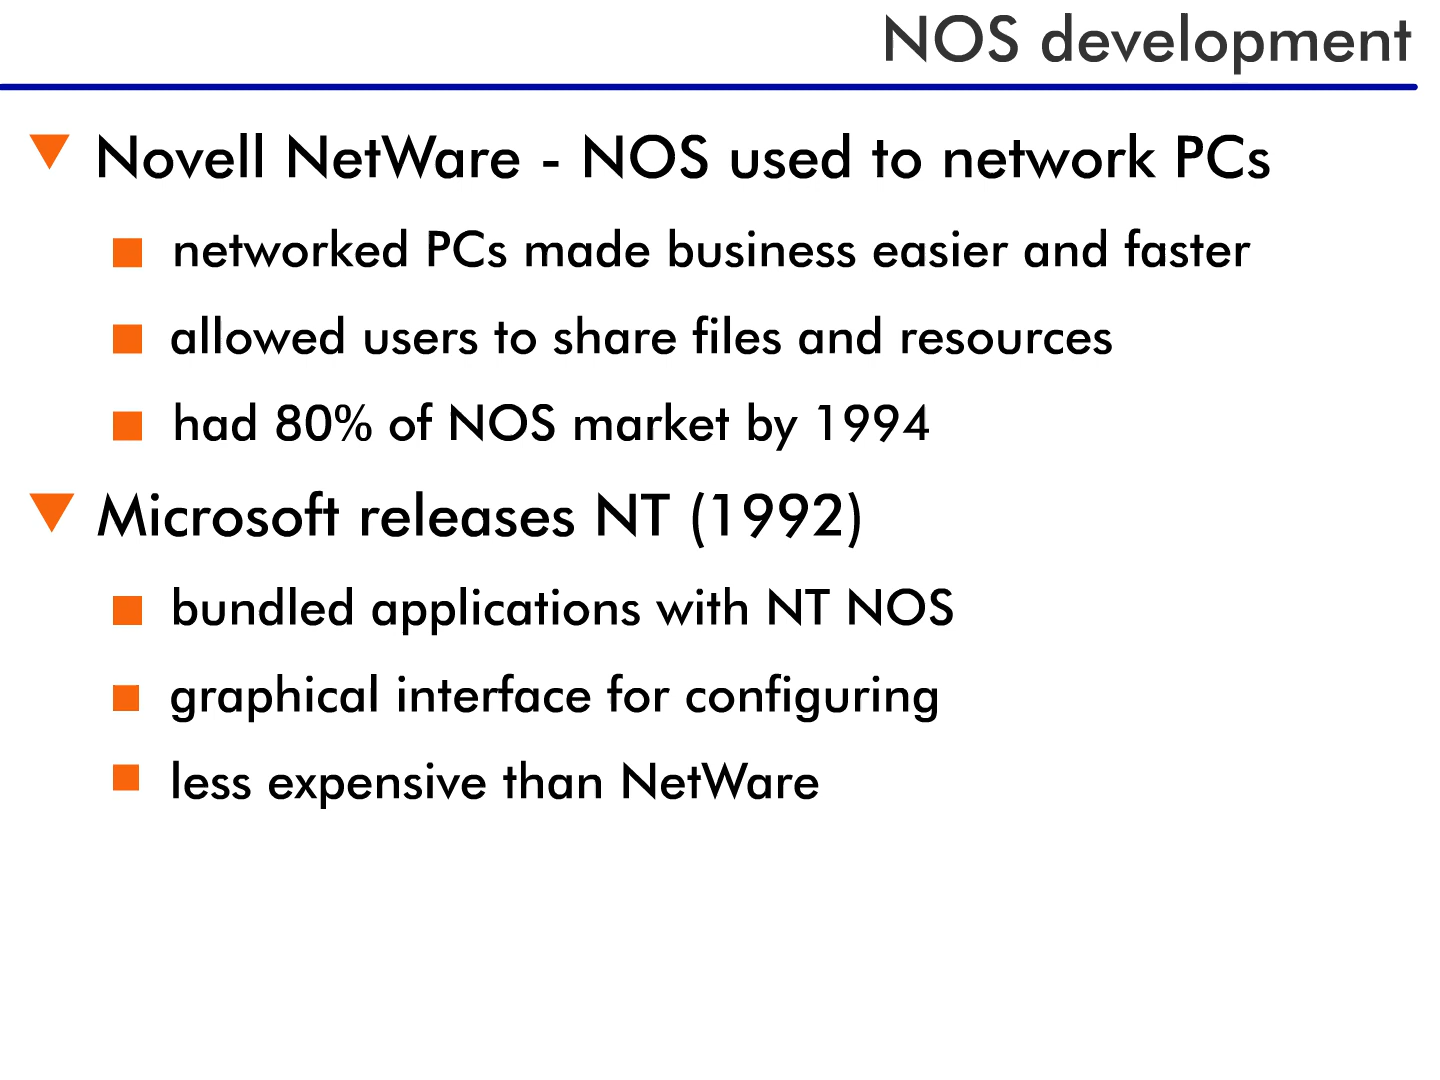 NOS development
Novell NetWare - NOS used to network PCs
networked PCs made business easier and faster
allowed users to share files and resources
had 80% of NOS market by 1994
Microsoft releases NT (1992)
bundled applications with NT NOS
graphical interface for configuring
less expensive than NetWare